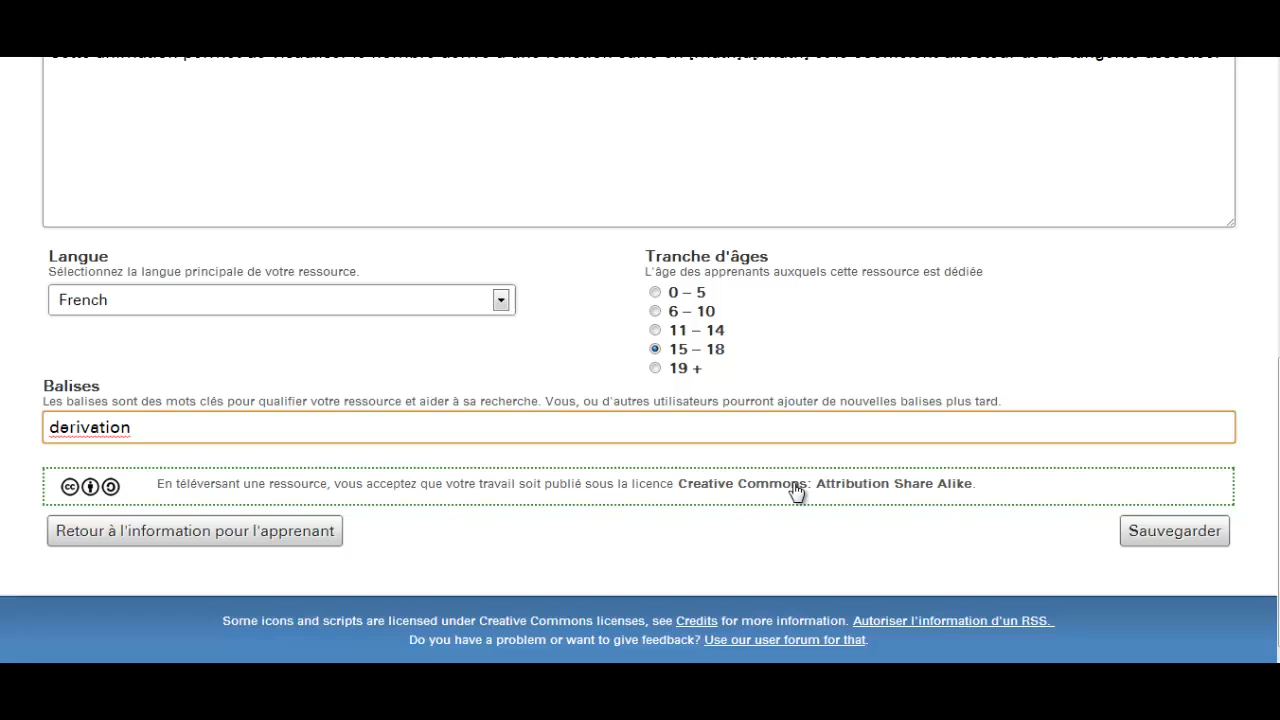 Langue
Tranche d'âges
Sélectionnez la langue principale de votre ressource.
L'âge des apprenants auxquels cette ressource est dédiée
French
0 – 5
6 – 10
11 – 14
15 – 18
19 +
Balises
Les balises sont des mots clés pour qualifier votre ressource et aider à sa recherche. Vous, ou d'autres utilisateurs pourront ajouter de nouvelles balises plus tard.
derivation
En téléversant une ressource, vous acceptez que votre travail soit publié sous la licence Creative Commons: Attribution Share Alike.
Retour à l'information pour l'apprenant
Sauvegarder
Some icons and scripts are licensed under Creative Commons licenses, see Credits for more information. Autoriser l'information d'un RSS.
Do you have a problem or want to give feedback? Use our user forum for that.